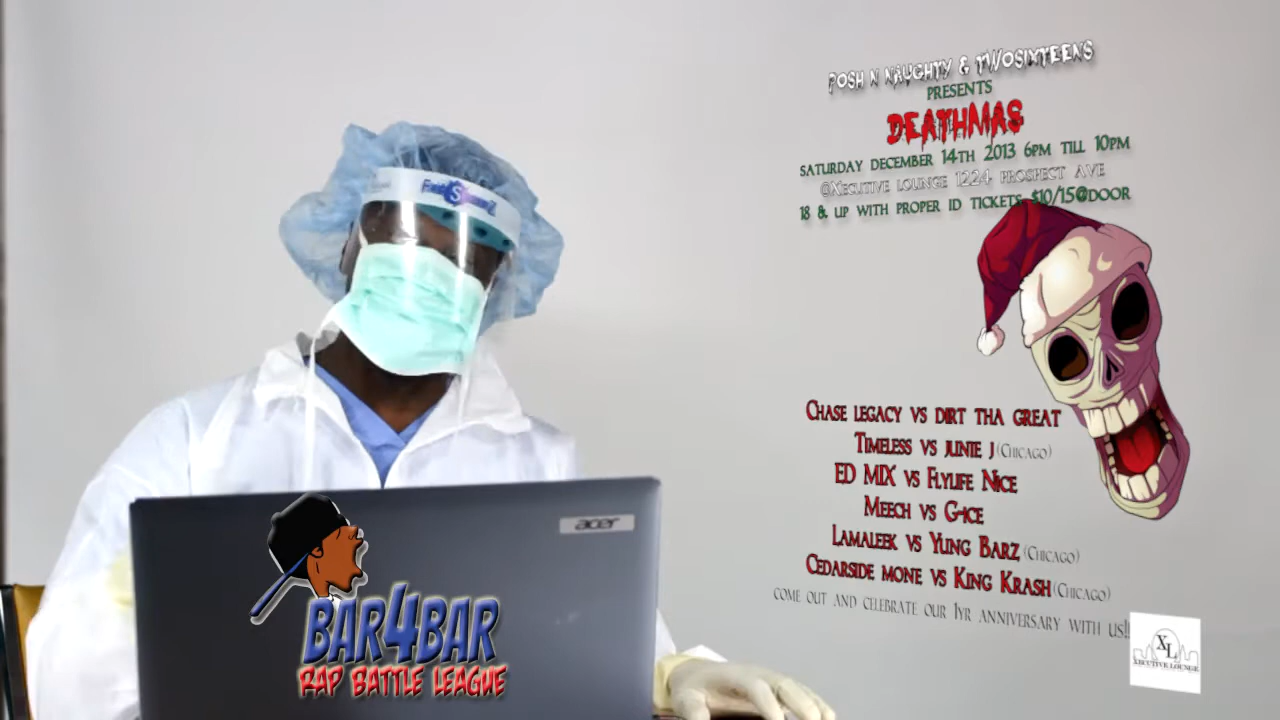 POSH N NAUGHTY & TWOSIXTEENS
PRESENTS
DEATHMAS
SATURDAY DECEMBER 14TH 2013 6PM TILL 10PM
@XECUTIVE LOUNGE 1224 PROSPECT AVE
18 & UP WITH PROPER ID TICKETS $10/15@DOOR
CHASE LEGACY VS DIRT THA GREAT
TIMELESS VS JUNIE J (CHICAGO)
ED MIX VS FLYLIFE NICE
MEECH VS G-ICE
LAMALEEK VS YUNG BARZ (CHICAGO)
CEDARSIDE MONE VS KING KRASH (CHICAGO)
COME OUT AND CELEBRATE OUR 1YR ANNIVERSARY WITH US!!
XL
XECUTIVE LOUNGE
acer
BAR4BAR
RAP BATTLE LEAGUE